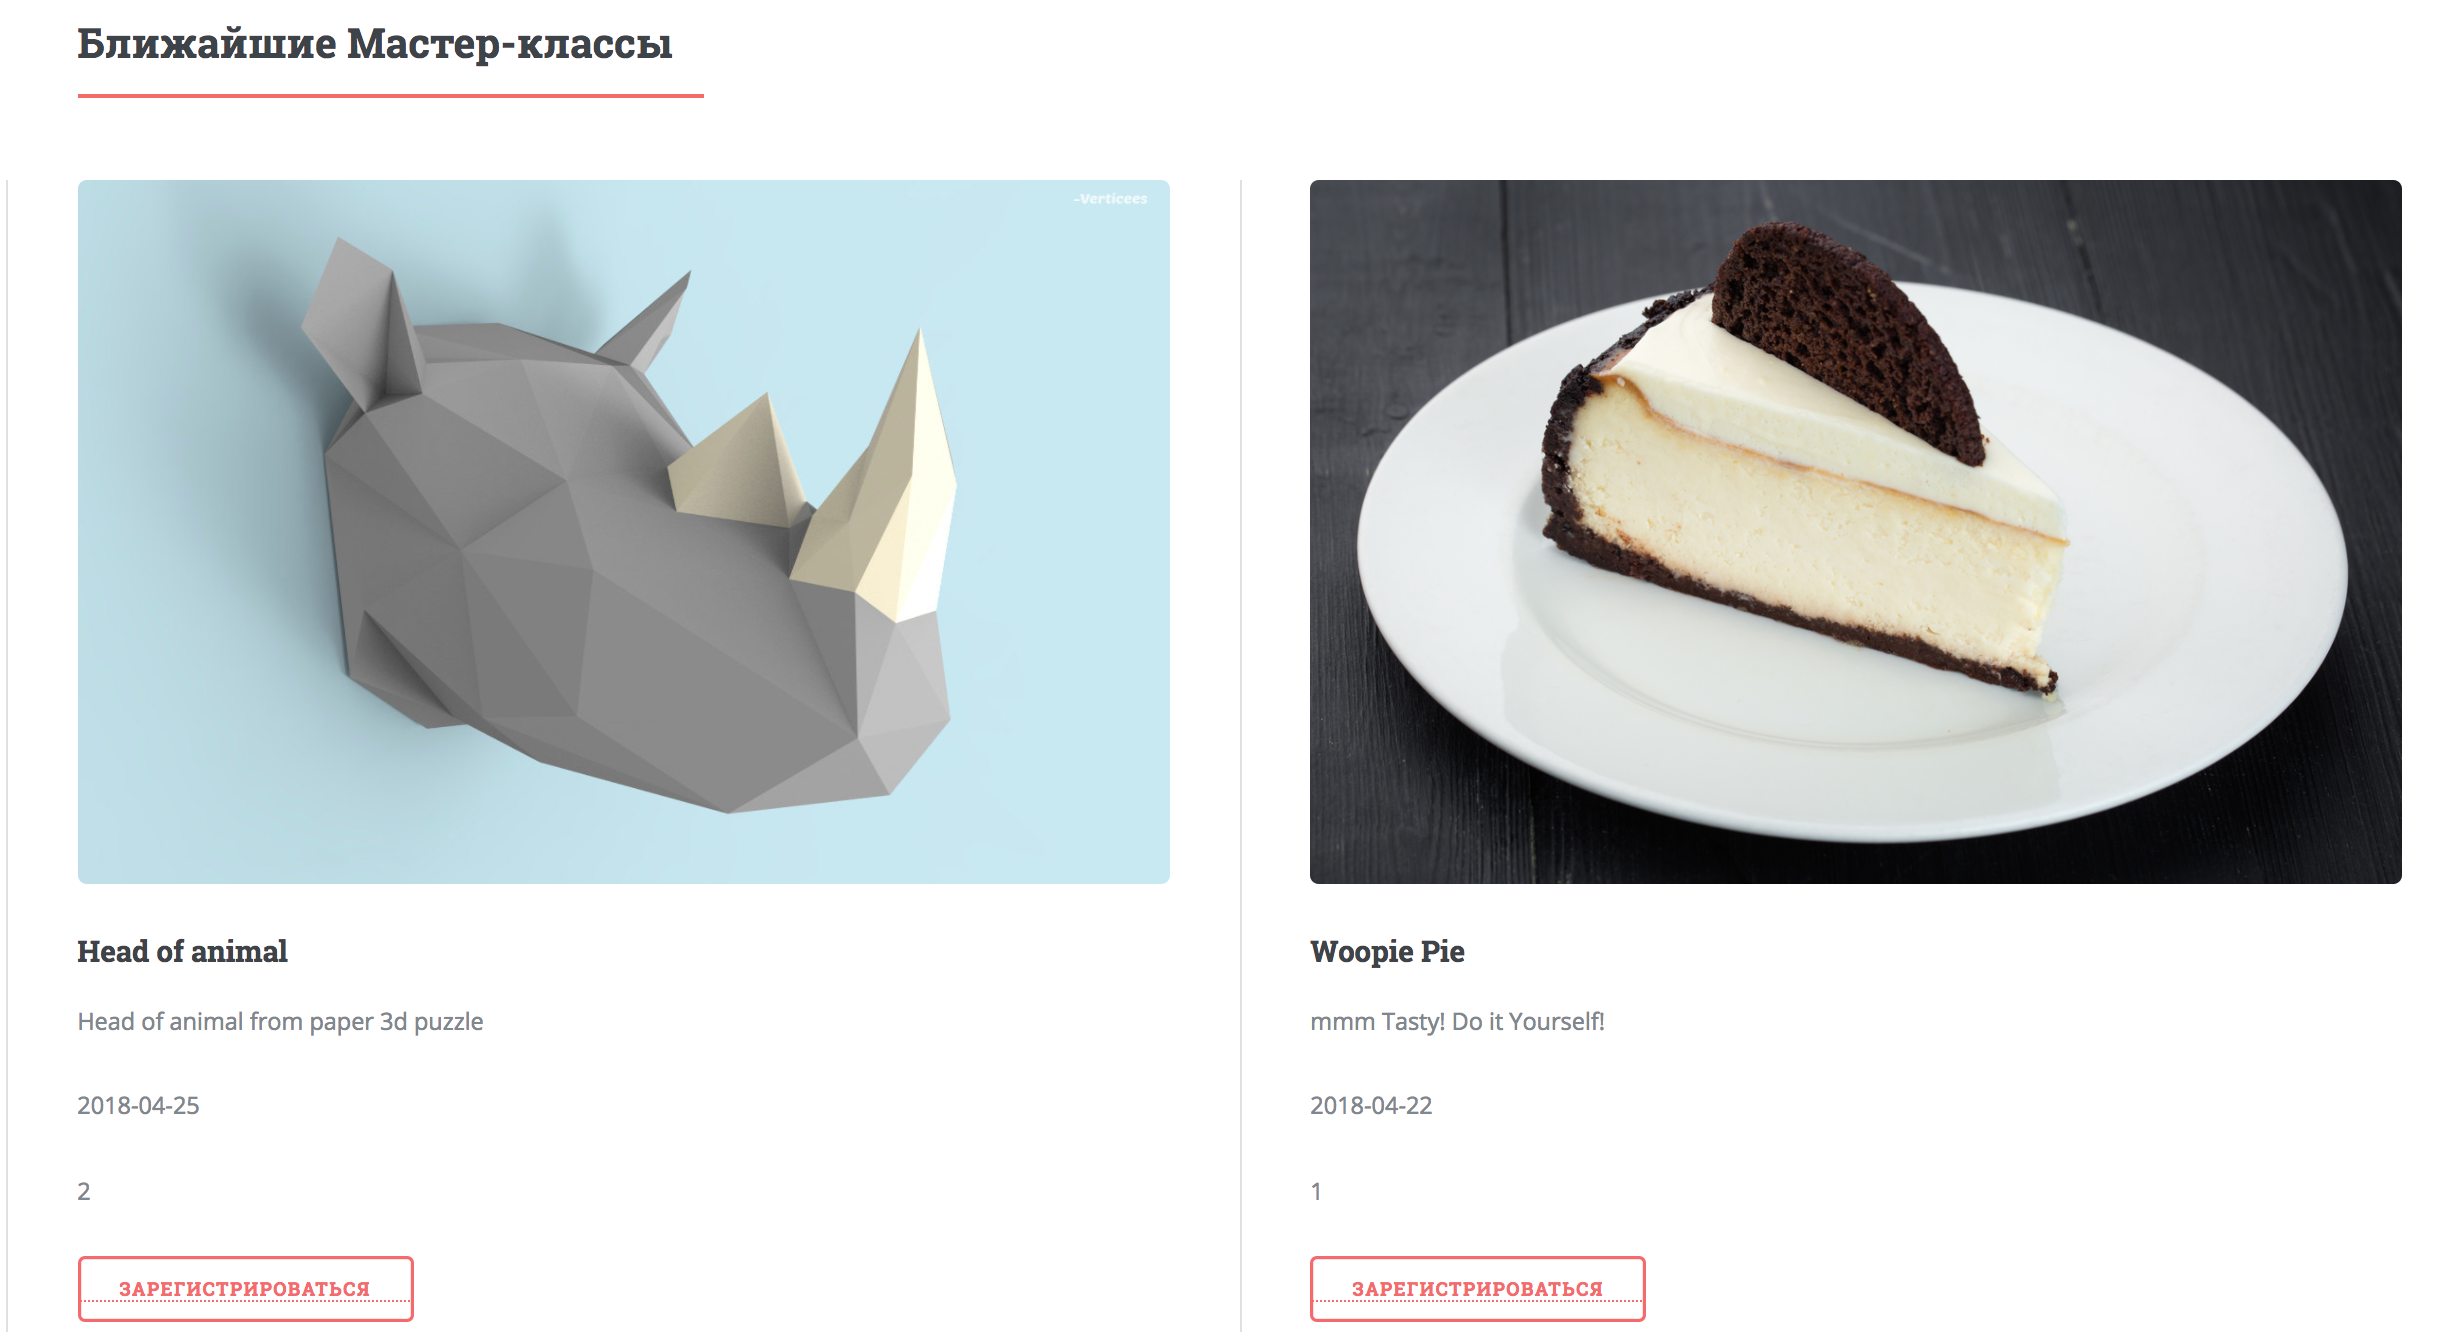 Ближайшие Мастер-классы
-Verticees
Head of animal
Head of animal from paper 3d puzzle
2018-04-25
2
ЗАРЕГИСТРИРОВАТЬСЯ
Woopie Pie
mmm Tasty! Do it Yourself!
2018-04-22
1
ЗАРЕГИСТРИРОВАТЬСЯ